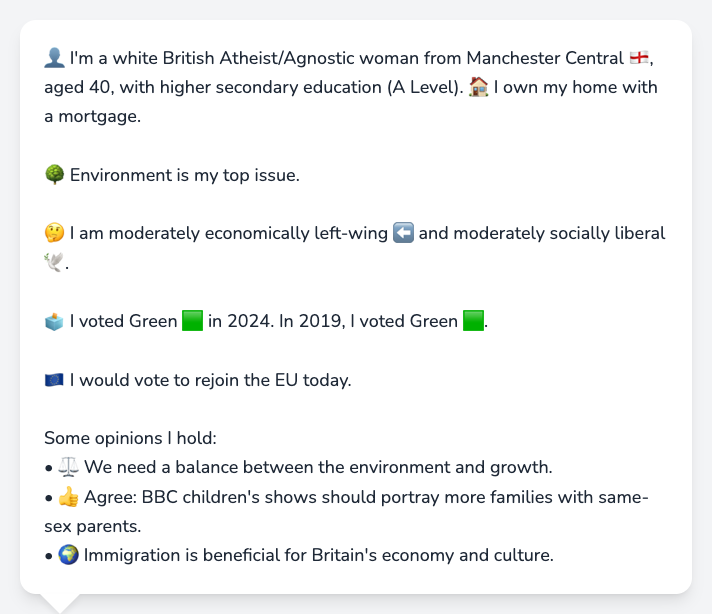 👤 I'm a white British Atheist/Agnostic woman from Manchester Central 🏴󠁧󠁢󠁥󠁮󠁧󠁿,
aged 40, with higher secondary education (A Level). 🏠 I own my home with
a mortgage.
🌳 Environment is my top issue.
🤔 I am moderately economically left-wing ⬅️ and moderately socially liberal
🕊️.
🗳️ I voted Green 🟩 in 2024. In 2019, I voted Green 🟩.
🇪🇺 I would vote to rejoin the EU today.
Some opinions I hold:
• ⚖️ We need a balance between the environment and growth.
• 👍 Agree: BBC children's shows should portray more families with same-
sex parents.
• 🌍 Immigration is beneficial for Britain's economy and culture.